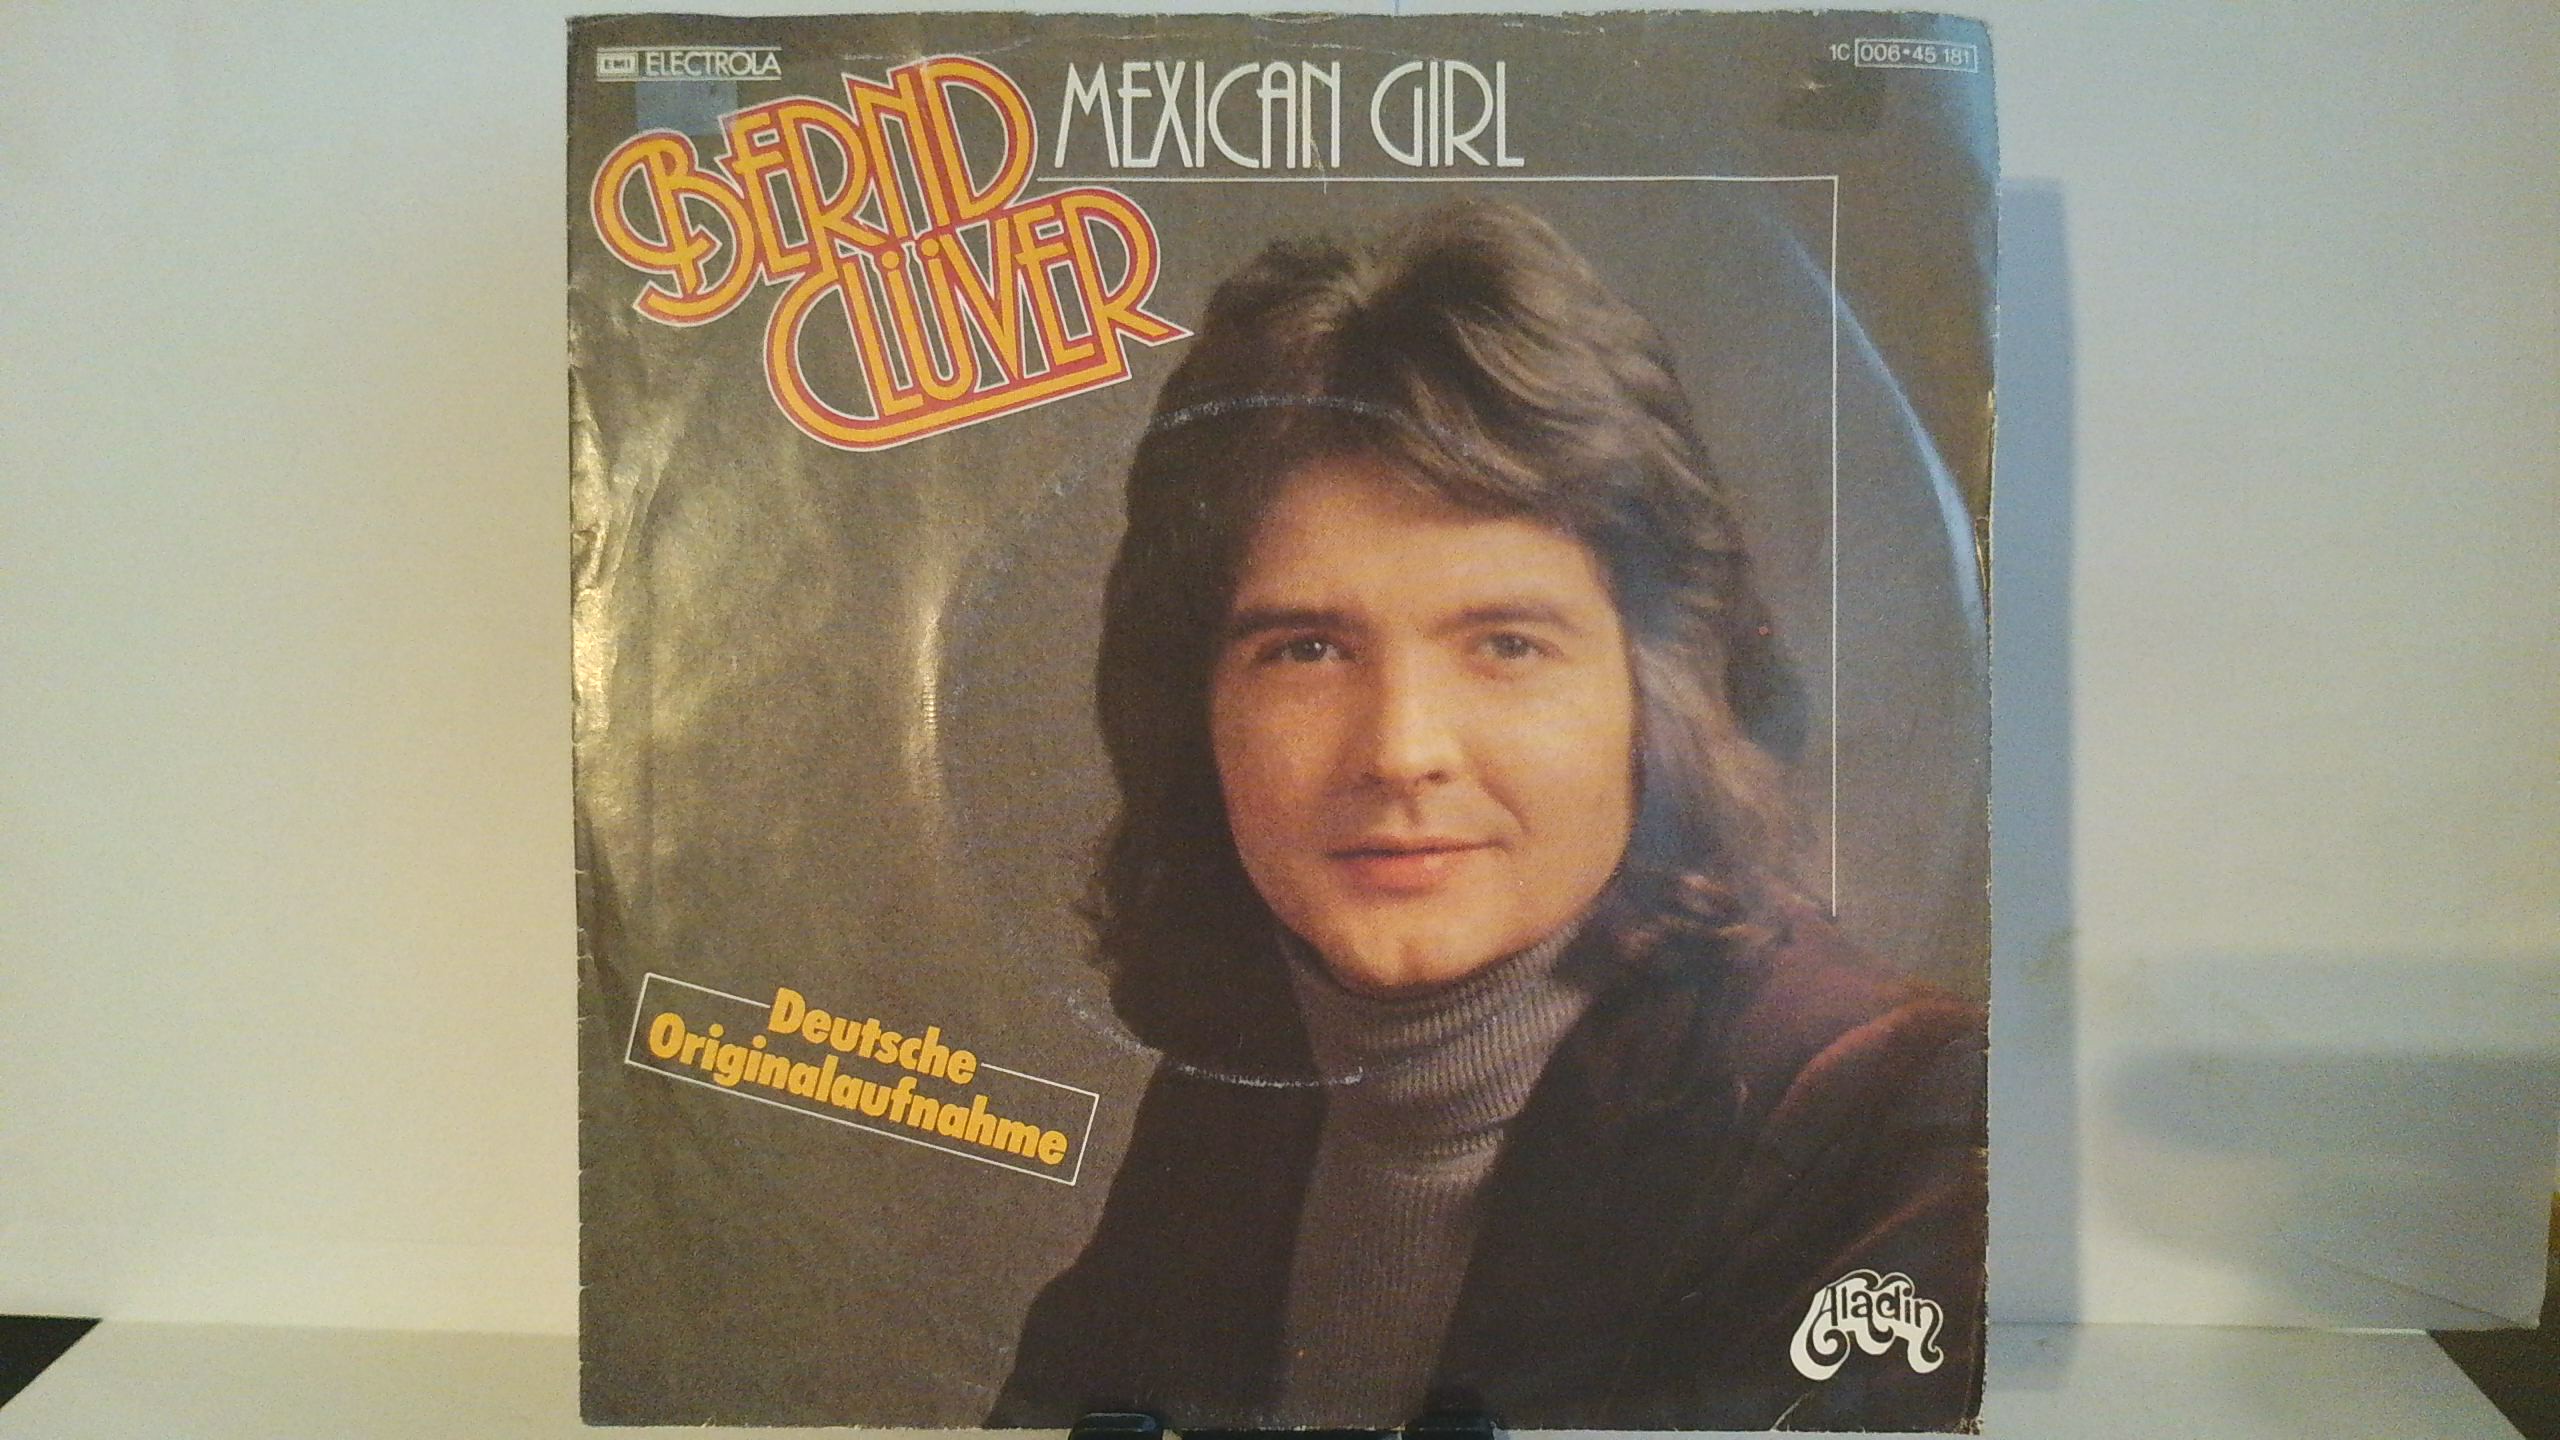 EMI ELECTROLA
1C 006•45 181
MEXICAN GIRL
BERND
CLÜVER
Deutsche
Originalaufnahme
Aladin